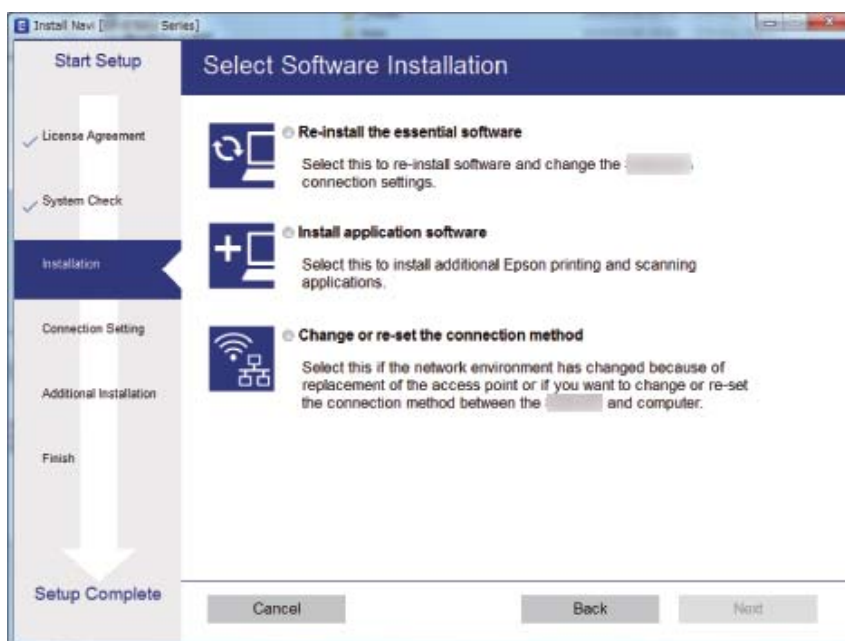 Install Navi [ Series]
Start Setup
Select Software Installation
License Agreement
System Check
Installation
Connection Setting
Additional Installation
Finish
Setup Complete
Re-install the essential software
Select this to re-install software and change the
connection settings.
Install application software
Select this to install additional Epson printing and scanning
applications.
Change or re-set the connection method
Select this if the network environment has changed because of
replacement of the access point or if you want to change or re-set
the connection method between the and computer.
Cancel
Back
Next